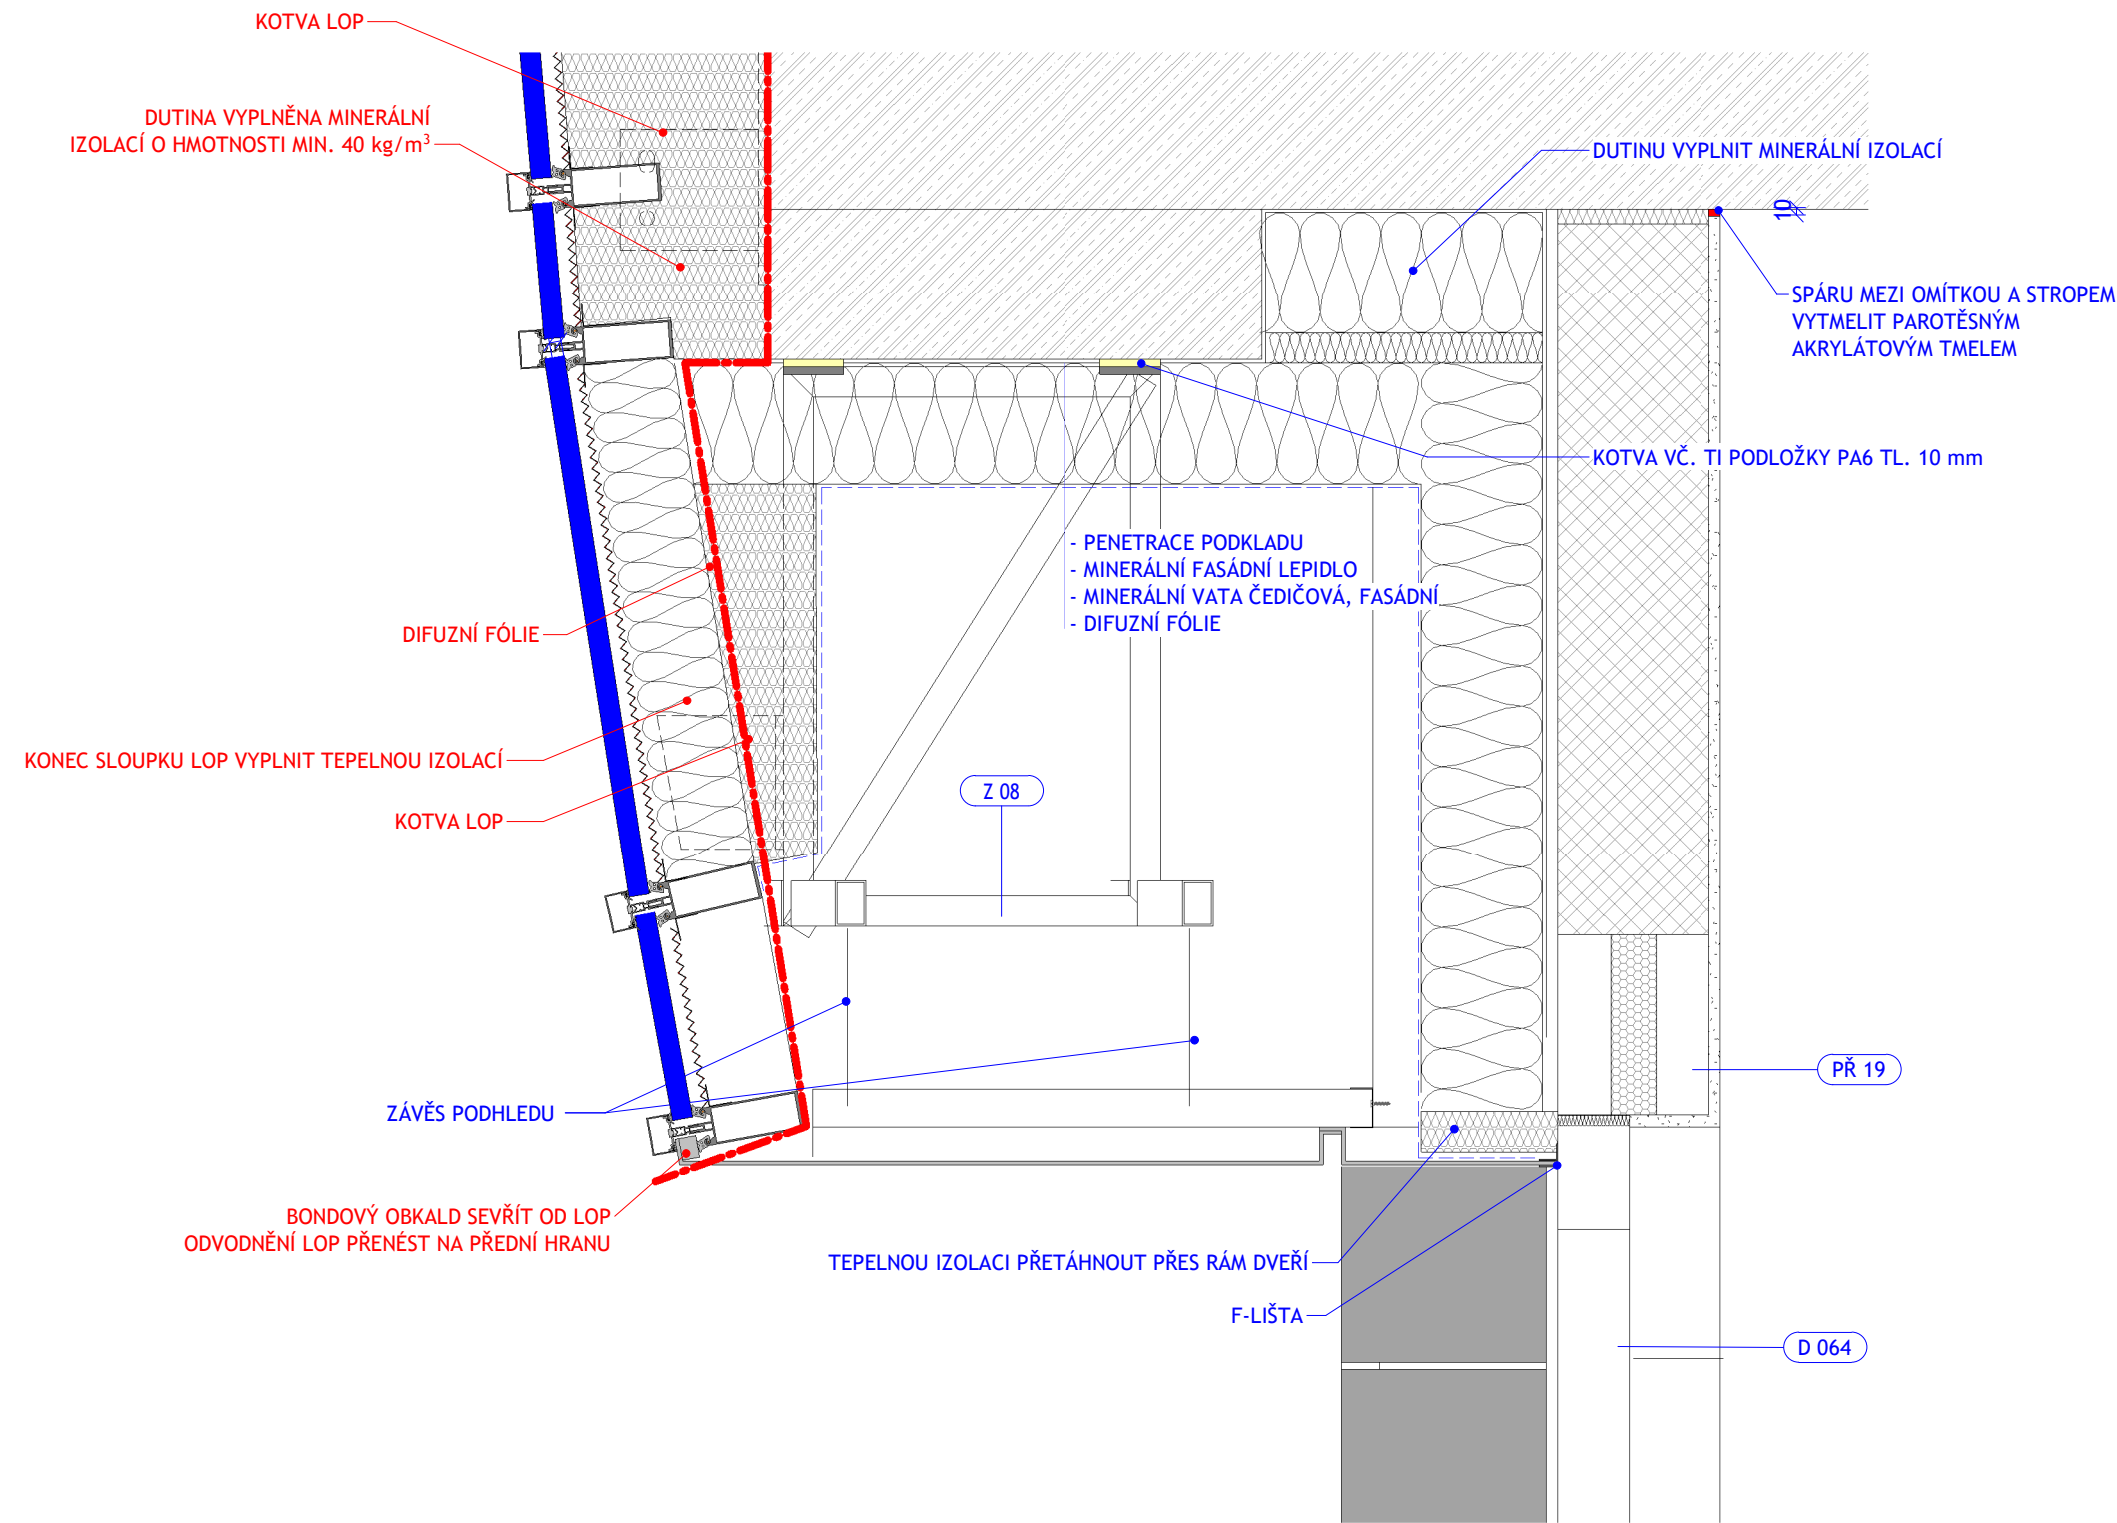 KOTVA LOP
DUTINA VYPLNĚNA MINERÁLNÍ
IZOLACÍ O HMOTNOSTI MIN. 40 kg/m³
DUTINU VYPLNIT MINERÁLNÍ IZOLACÍ
10
SPÁRU MEZI OMÍTKOU A STROPEM
VYTMELIT PAROTĚSNÝM
AKRYLÁTOVÝM TMELEM
KOTVA VČ. TI PODLOŽKY PA6 TL. 10 mm
- PENETRACE PODKLADU
- MINERÁLNÍ FASÁDNÍ LEPIDLO
- MINERÁLNÍ VATA ČEDIČOVÁ, FASÁDNÍ
- DIFUZNÍ FÓLIE
DIFUZNÍ FÓLIE
KONEC SLOUPKU LOP VYPLNIT TEPELNOU IZOLACÍ
Z 08
KOTVA LOP
PŘ 19
ZÁVĚS PODHLEDU
BONDOVÝ OBKALD SEVŘÍT OD LOP
ODVODNĚNÍ LOP PŘENÉST NA PŘEDNÍ HRANU
TEPELNOU IZOLACI PŘETÁHNOUT PŘES RÁM DVEŘÍ
F-LIŠTA
D 064